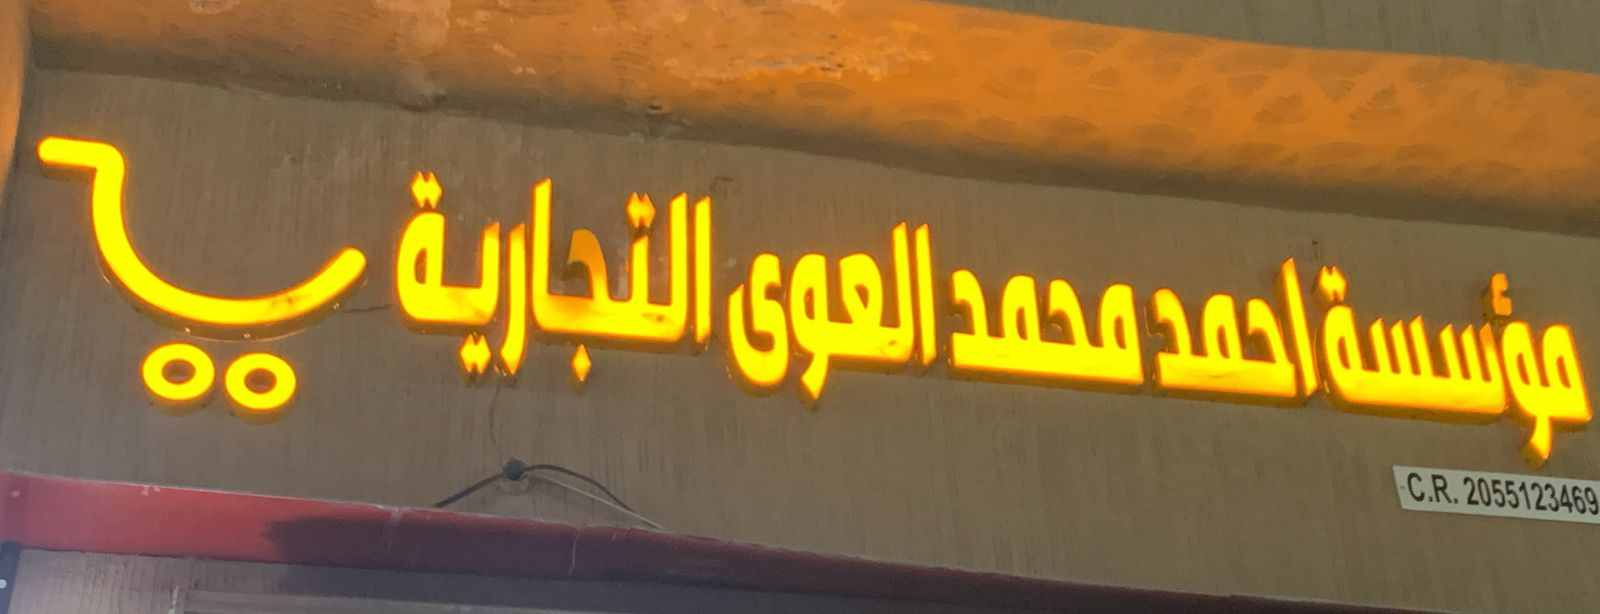 مؤسسة احمد محمد العوى التجارية
C.R. 2055123469